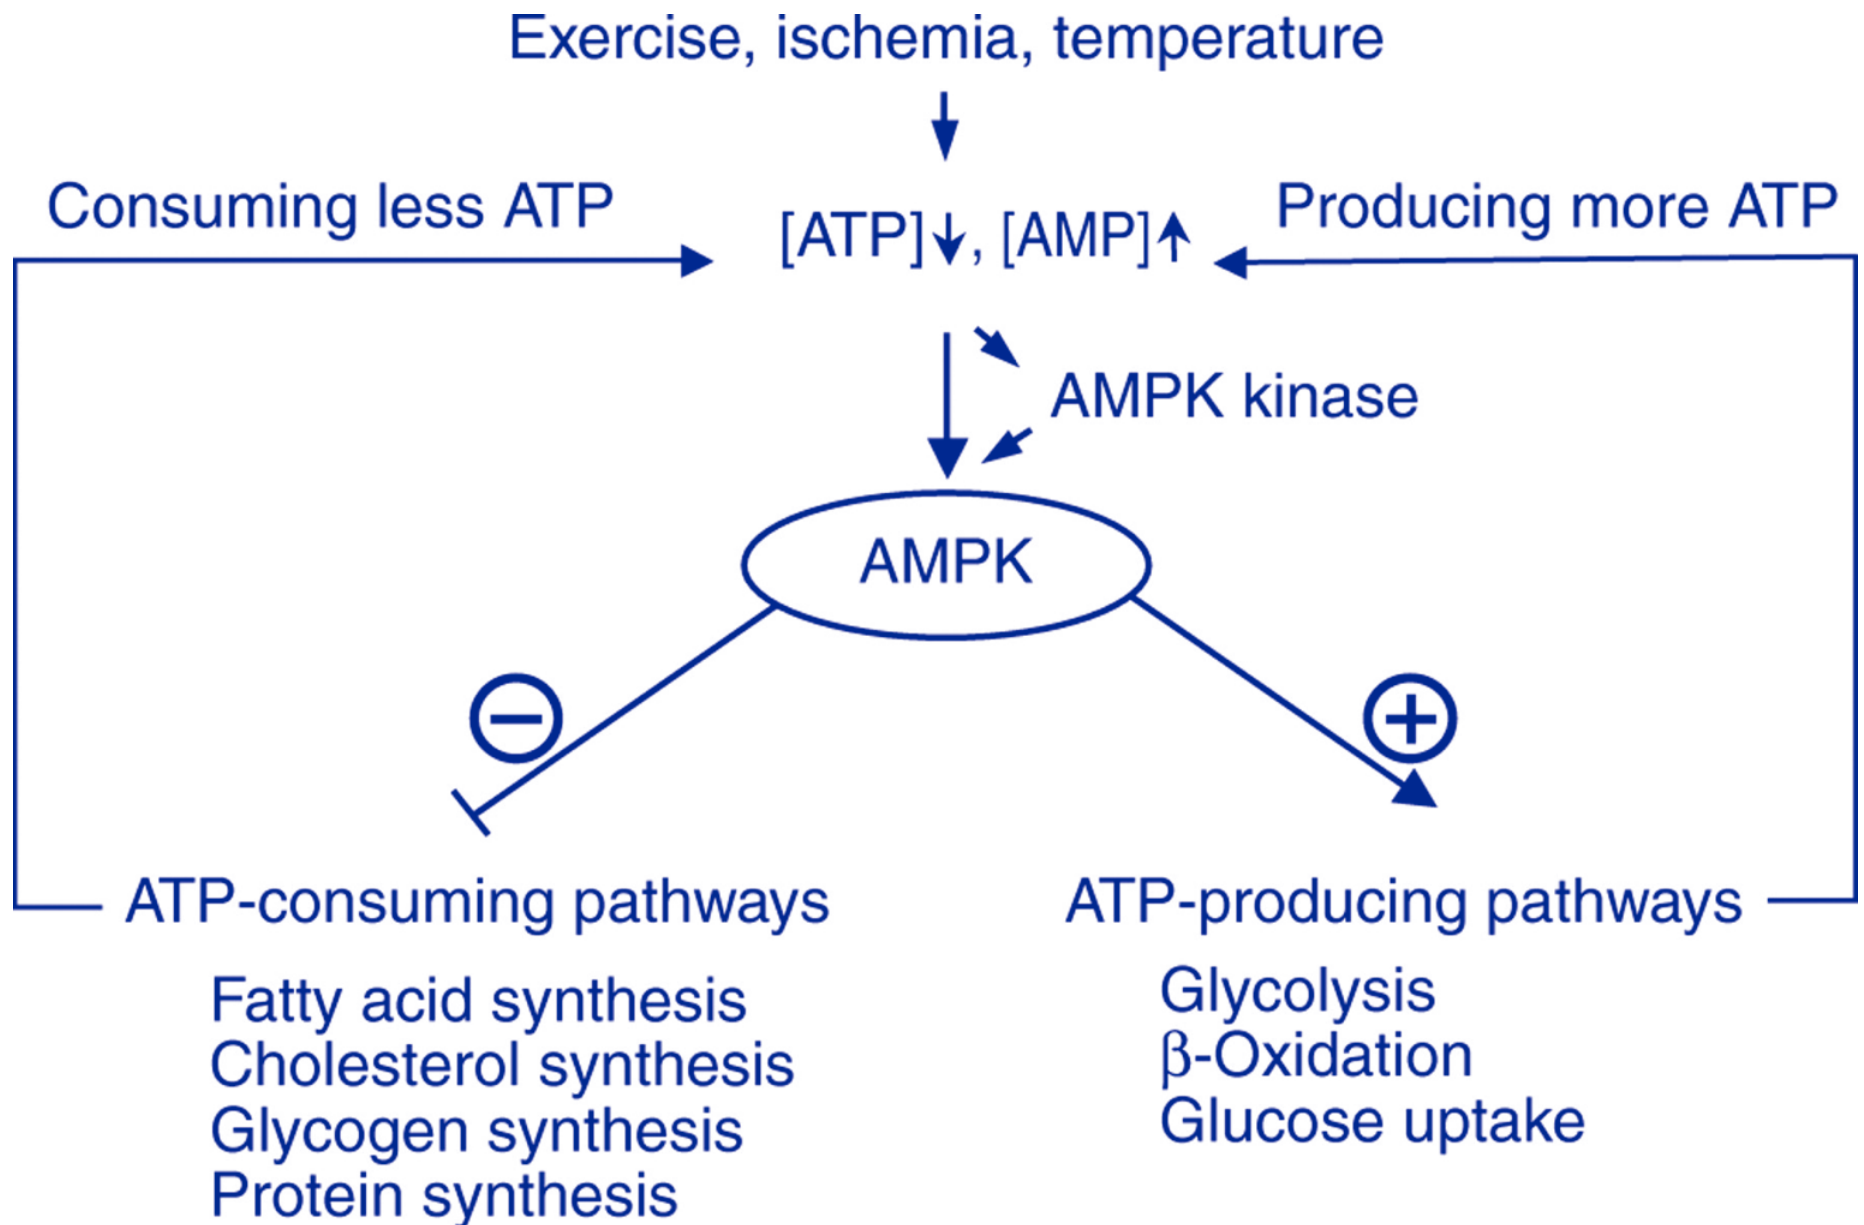 Exercise, ischemia, temperature
Consuming less ATP
[ATP]↓, [AMP]↑
Producing more ATP
AMPK kinase
AMPK
−
+
ATP-consuming pathways
Fatty acid synthesis
Cholesterol synthesis
Glycogen synthesis
Protein synthesis
ATP-producing pathways
Glycolysis
β-Oxidation
Glucose uptake